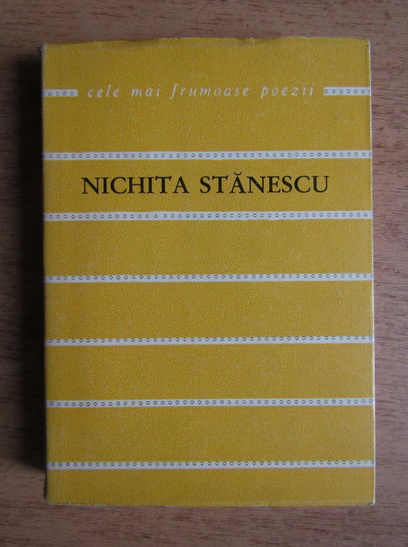 cele mai frumoase poezii
NICHITA STĂNESCU